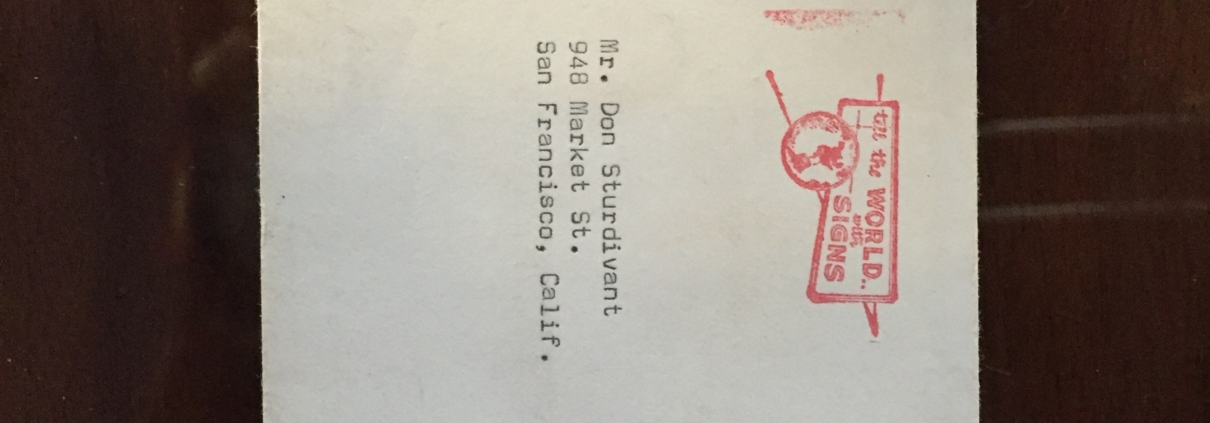 tell the WORLD..
with
SIGNS
Mr. Don Sturdivant
948 Market St.
San Francisco, Calif.